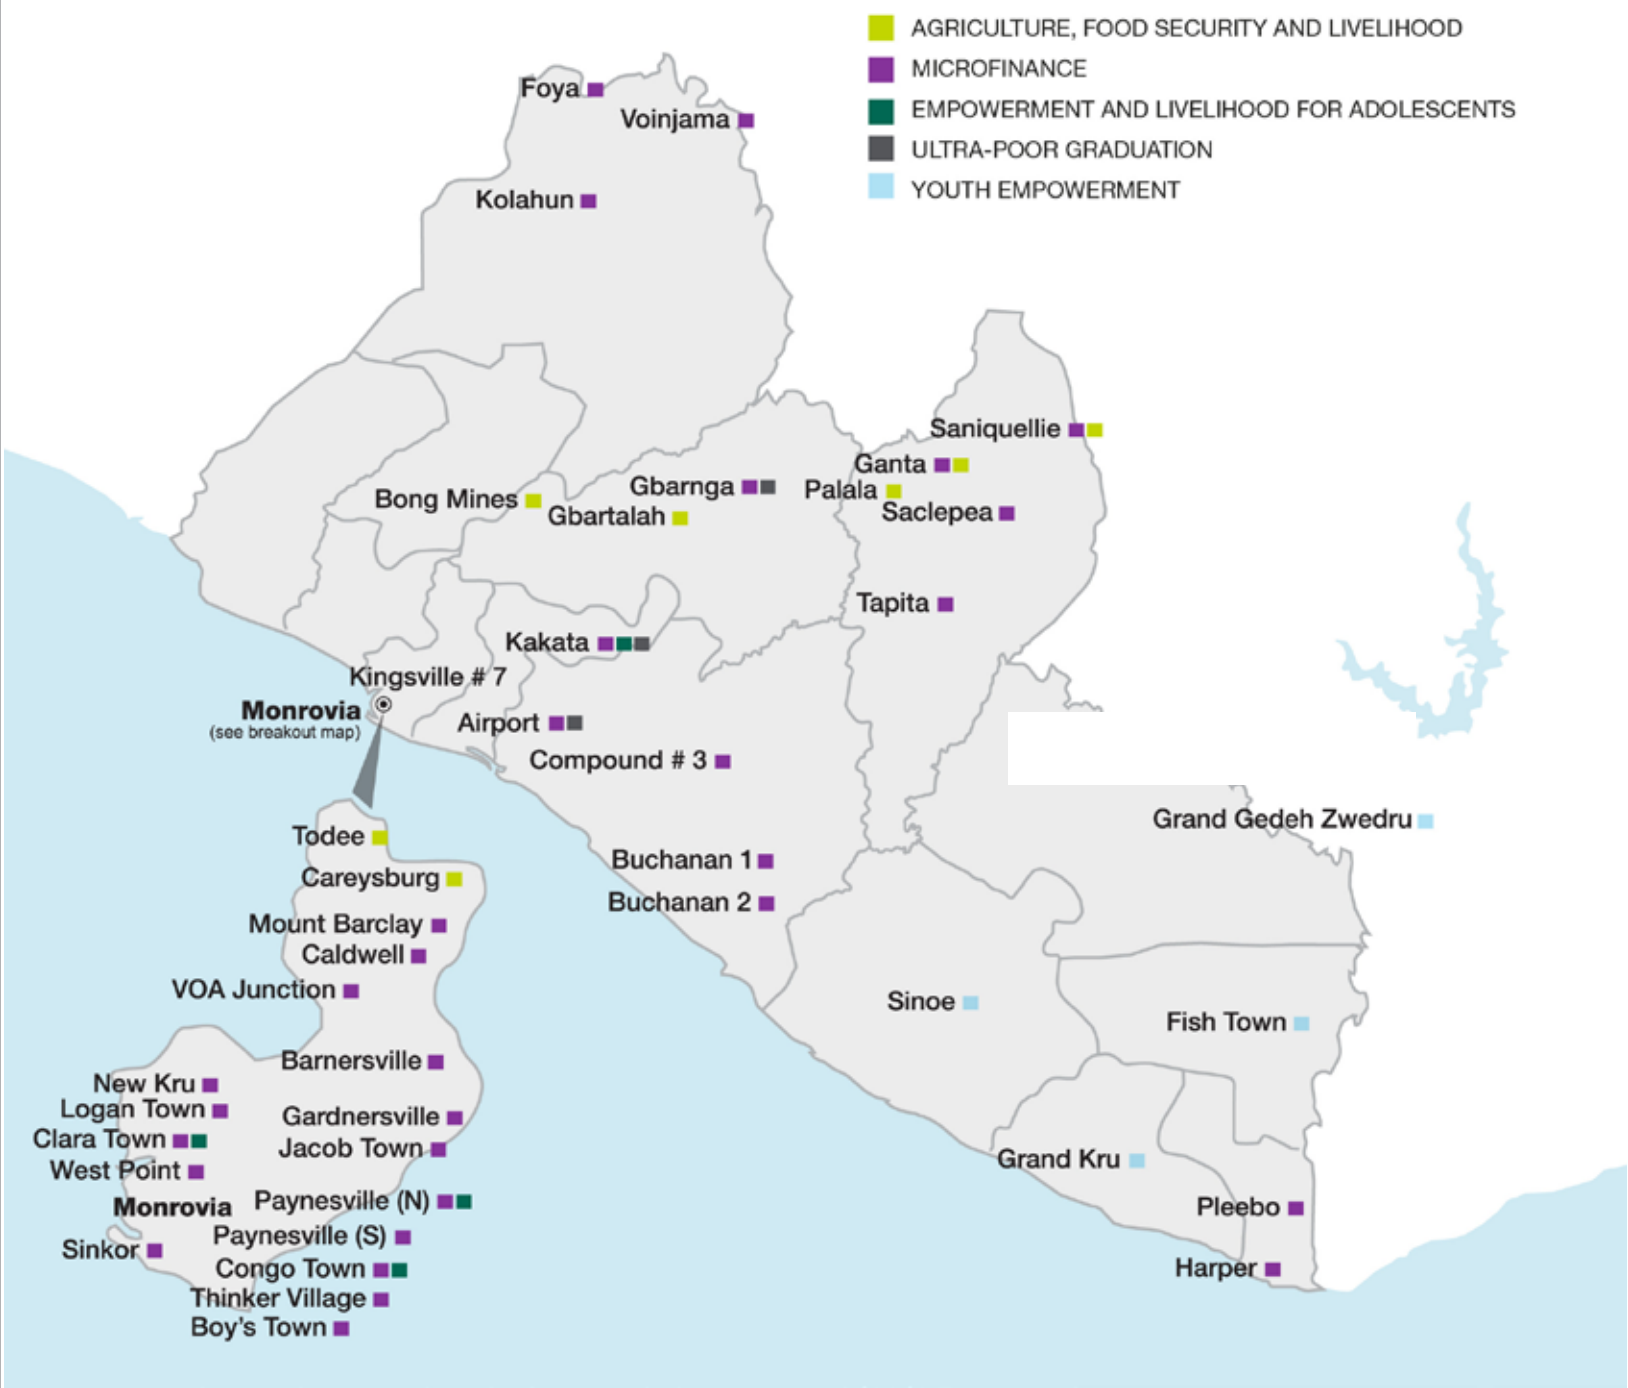 AGRICULTURE, FOOD SECURITY AND LIVELIHOOD
MICROFINANCE
EMPOWERMENT AND LIVELIHOOD FOR ADOLESCENTS
ULTRA-POOR GRADUATION
YOUTH EMPOWERMENT
Foya
Voinjama
Kolahun
Saniquellie
Ganta
Palala
Saclepea
Gbarnga
Bong Mines
Gbartalah
Tapita
Kakata
Kingsville # 7
Monrovia
(see breakout map)
Airport
Compound # 3
Grand Gedeh Zwedru
Buchanan 1
Buchanan 2
Sinoe
Fish Town
Grand Kru
Pleebo
Harper
Todee
Careysburg
Mount Barclay
Caldwell
VOA Junction
Barnersville
New Kru
Logan Town
Gardnersville
Clara Town
Jacob Town
West Point
Paynesville (N)
Monrovia
Paynesville (S)
Sinkor
Congo Town
Thinker Village
Boy's Town